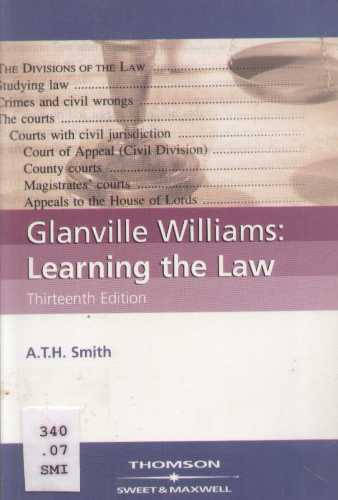 THE DIVISIONS OF THE LAW
Studying law
Crimes and civil wrongs
The courts
Courts with civil jurisdiction
Court of Appeal (Civil Division)
County courts
Magistrates' courts
Appeals to the House of Lords
Glanville Williams:
Learning the Law
Thirteenth Edition
A.T.H. Smith
340
.07
SMI
THOMSON
SWEET & MAXWELL